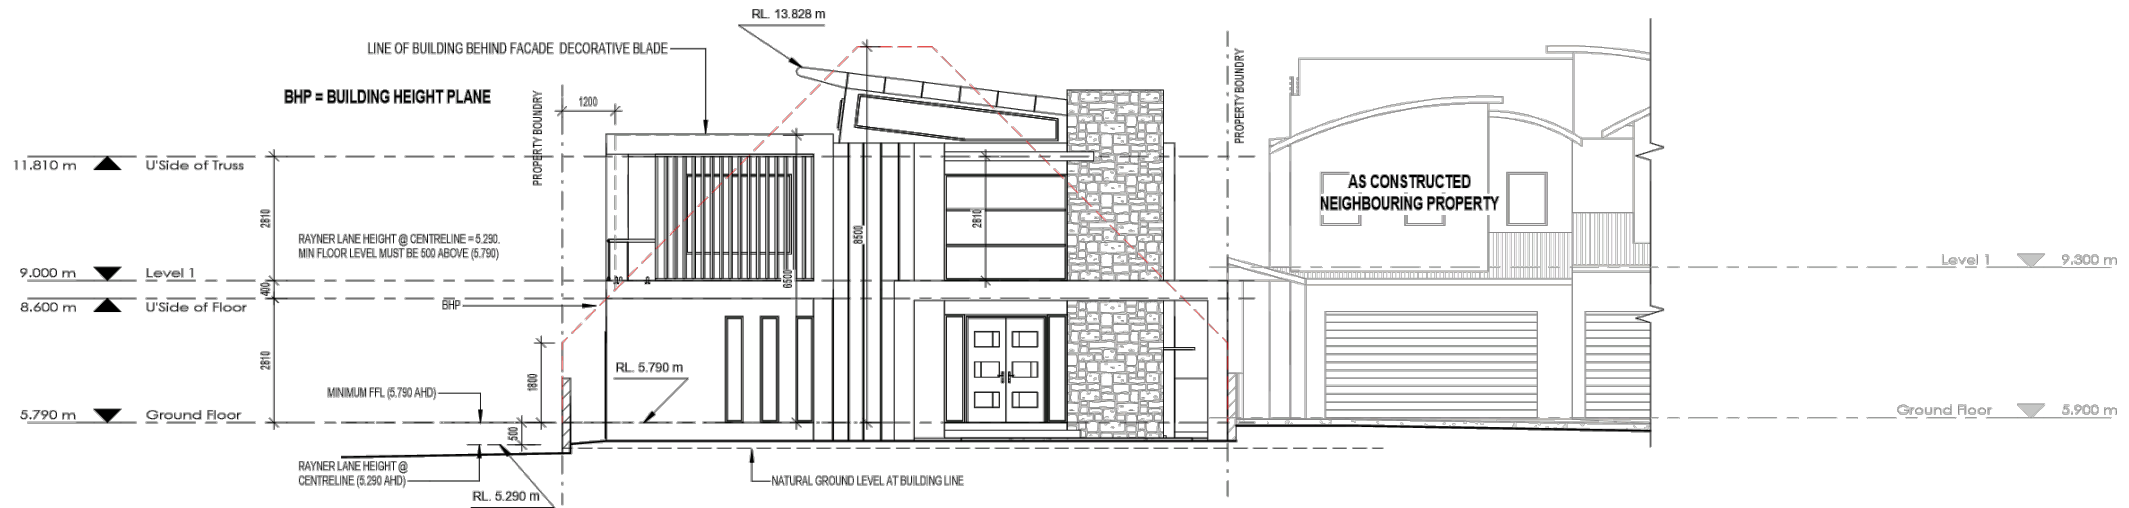 RL. 13.828 m
LINE OF BUILDING BEHIND FACADE DECORATIVE BLADE
BHP = BUILDING HEIGHT PLANE
1200
PROPERTY BOUNDRY
PROPERTY BOUNDRY
11.810 m U'Side of Truss
2810
AS CONSTRUCTED
NEIGHBOURING PROPERTY
2810
8500
6500
RAYNER LANE HEIGHT @ CENTRELINE = 5.290.
MIN FLOOR LEVEL MUST BE 500 ABOVE (5.790)
9.000 m Level 1
Level 1 9.300 m
400
8.600 m U'Side of Floor
BHP
2810
1800
RL. 5.790 m
MINIMUM FFL (5.790 AHD)
5.790 m Ground Floor
Ground Floor 5.900 m
500
RAYNER LANE HEIGHT @
CENTRELINE (5.290 AHD)
NATURAL GROUND LEVEL AT BUILDING LINE
RL. 5.290 m